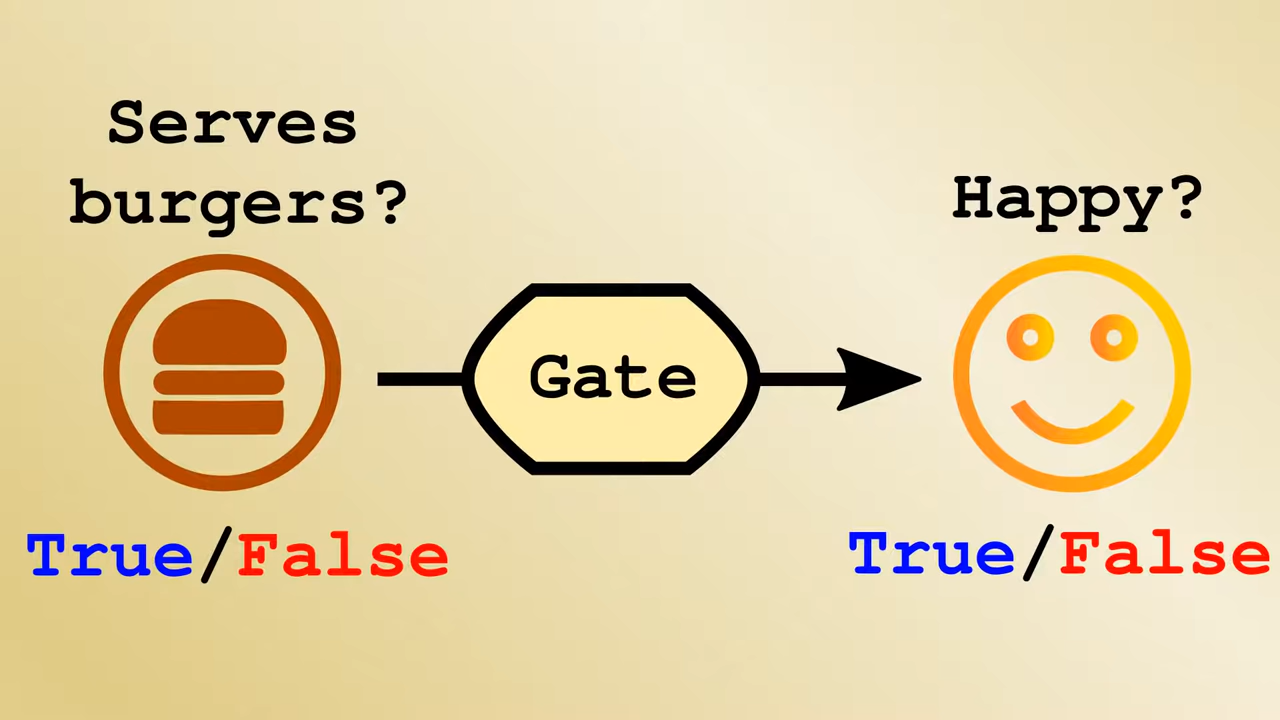 Serves
burgers?
Happy?
Gate
True/False
True/False